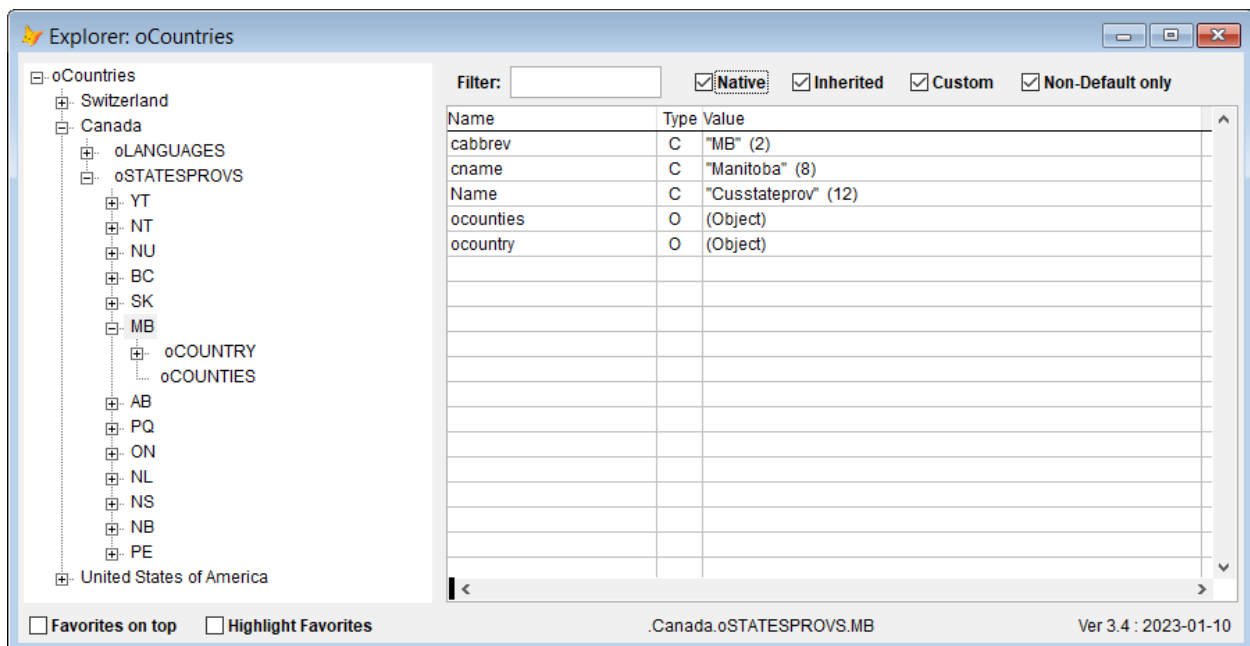 Explorer: oCountries
oCountries
Switzerland
Canada
oLANGUAGES
oSTATESPROVS
YT
NT
NU
BC
SK
MB
oCOUNTRY
oCOUNTIES
AB
PQ
ON
NL
NS
NB
PE
United States of America
Filter: Native Inherited Custom Non-Default only
Name Type Value
cabbrev C "MB" (2)
cname C "Manitoba" (8)
Name C "Cusstateprov" (12)
ocounties O (Object)
ocountry O (Object)
Favorites on top Highlight Favorites .Canada.oSTATESPROVS.MB Ver 3.4 : 2023-01-10